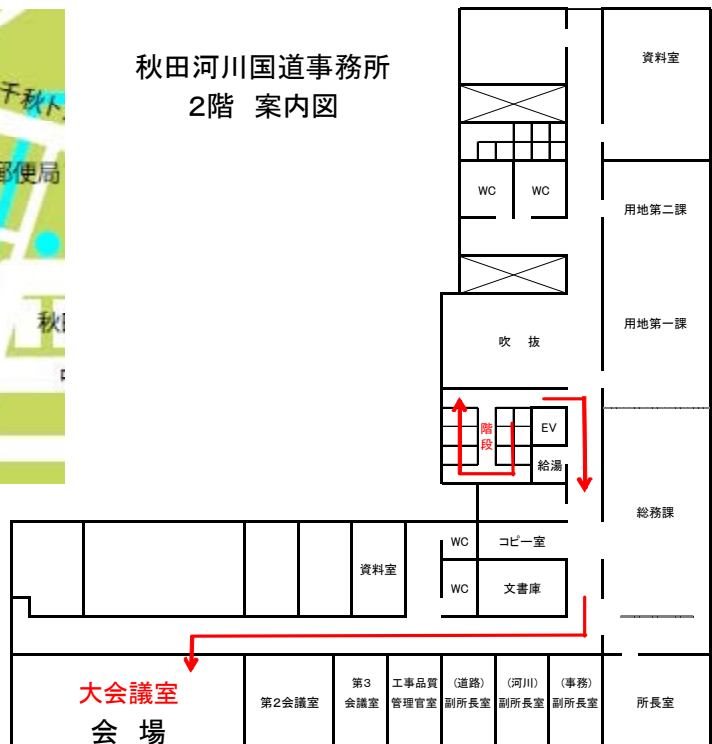 千秋ト
郵便局
秋田河川国道事務所
2階 案内図
資料室
WC
WC
用地第二課
用地第一課
吹 抜
階段
EV
給湯
総務課
WC
コピー室
資料室
WC
文書庫
大会議室
会 場
第2会議室
第3
会議室
工事品質
管理官室
(道路)
副所長室
(河川)
副所長室
(事務)
副所長室
所長室